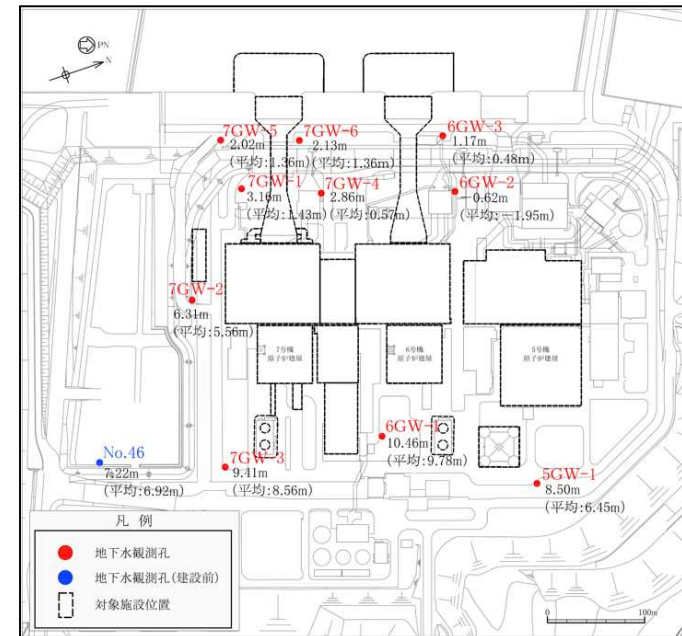 PN
N
7GW-5
2.02m
(平均:1.36m)
7GW-6
2.13m
(平均:1.36m)
6GW-3
1.17m
(平均:0.48m)
7GW-1
3.16m
(平均:1.43m)
7GW-4
2.86m
(平均:0.57m)
6GW-2
-0.62m
(平均:-1.95m)
7GW-2
6.31m
(平均:5.56m)
7号機
原子炉建屋
6号機
原子炉建屋
5号機
原子炉建屋
6GW-1
10.46m
(平均:9.78m)
No.46
7.22m
(平均:6.92m)
7GW-3
9.41m
(平均:8.56m)
5GW-1
8.50m
(平均:6.45m)
凡 例
地下水観測孔
地下水観測孔(建設前)
対象施設位置
0 100m